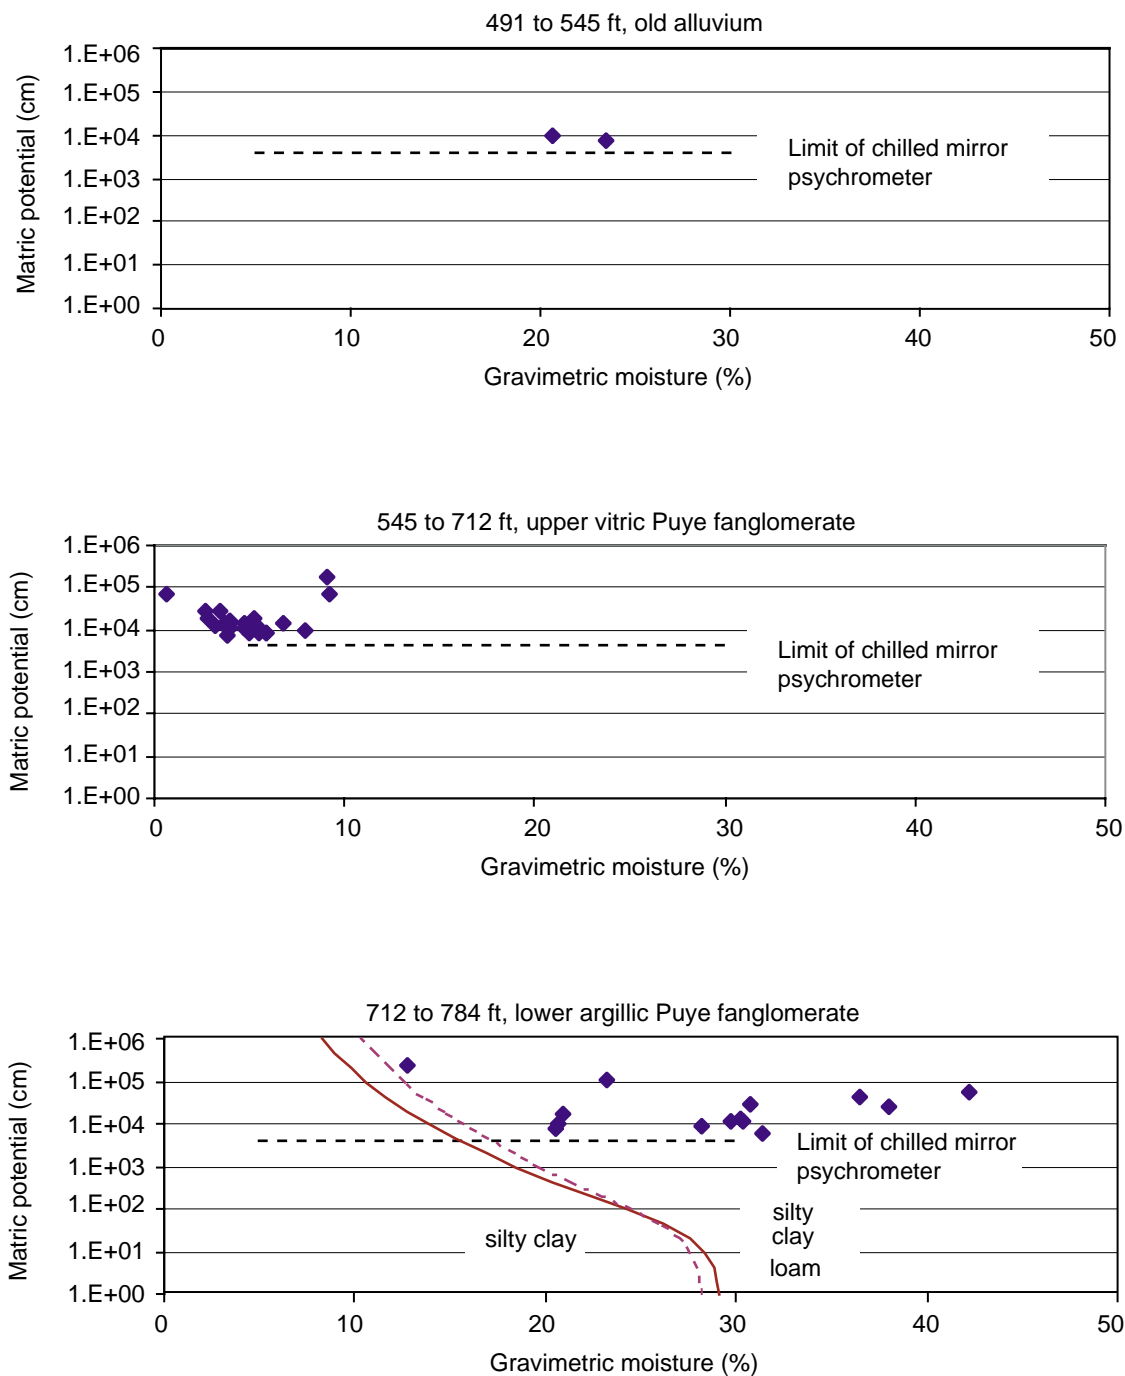 491 to 545 ft, old alluvium
1.E+06
1.E+05
1.E+04
1.E+03
1.E+02
1.E+01
1.E+00
Matric potential (cm)
Limit of chilled mirror
psychrometer
0 10 20 30 40 50
Gravimetric moisture (%)
545 to 712 ft, upper vitric Puye fanglomerate
1.E+06
1.E+05
1.E+04
1.E+03
1.E+02
1.E+01
1.E+00
Matric potential (cm)
Limit of chilled mirror
psychrometer
0 10 20 30 40 50
Gravimetric moisture (%)
712 to 784 ft, lower argillic Puye fanglomerate
1.E+06
1.E+05
1.E+04
1.E+03
1.E+02
1.E+01
1.E+00
Matric potential (cm)
Limit of chilled mirror
psychrometer
silty clay
silty
clay
loam
0 10 20 30 40 50
Gravimetric moisture (%)